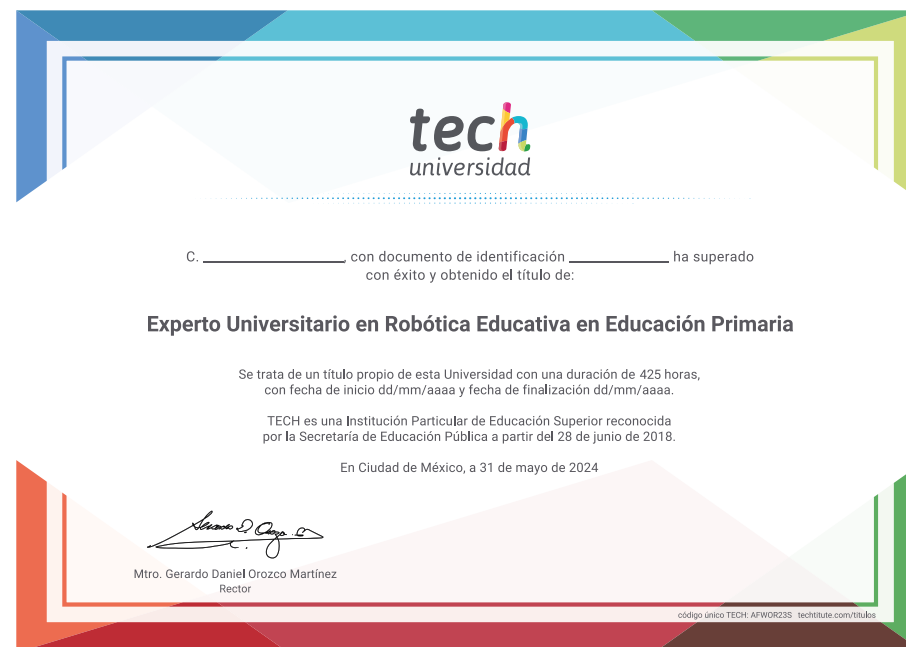 tech
universidad
C. ________________, con documento de identificación ____________ ha superado
con éxito y obtenido el título de:
Experto Universitario en Robótica Educativa en Educación Primaria
Se trata de un título propio de esta Universidad con una duración de 425 horas,
con fecha de inicio dd/mm/aaaa y fecha de finalización dd/mm/aaaa.
TECH es una Institución Particular de Educación Superior reconocida
por la Secretaría de Educación Pública a partir del 28 de junio de 2018.
En Ciudad de México, a 31 de mayo de 2024
Mtro. Gerardo Daniel Orozco Martínez
Rector
código único TECH: AFWOR23S techtitute.com/titulos